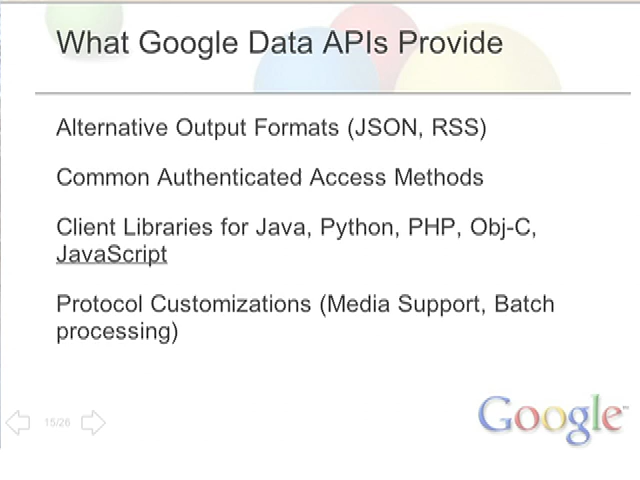 What Google Data APIs Provide
Alternative Output Formats (JSON, RSS)
Common Authenticated Access Methods
Client Libraries for Java, Python, PHP, Obj-C,
JavaScript
Protocol Customizations (Media Support, Batch
processing)
15/26
Google™